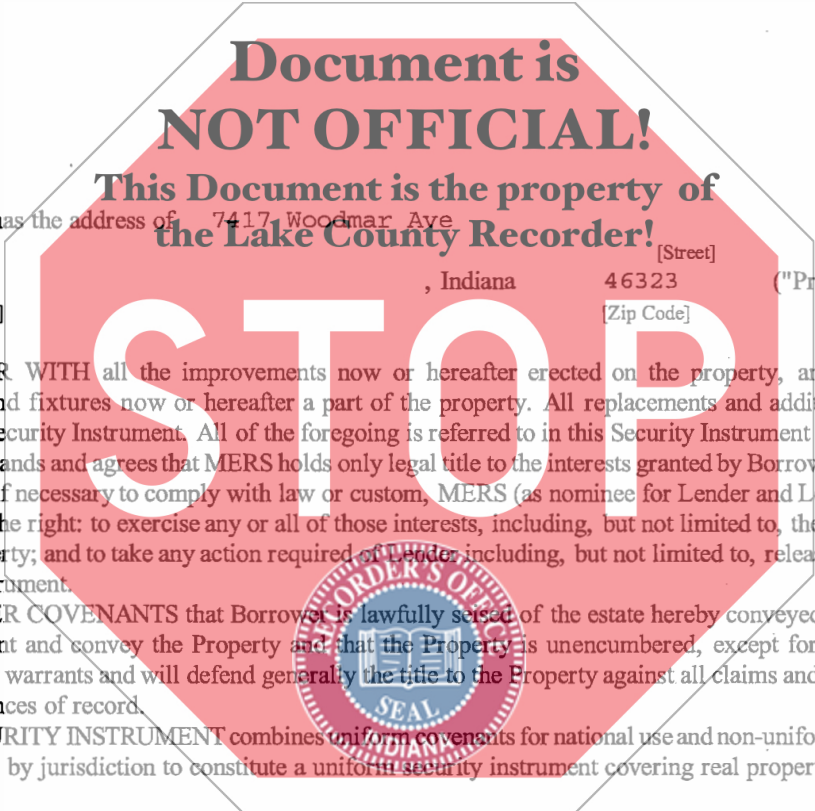 Document is
NOT OFFICIAL!
This Document is the property of
the Lake County Recorder!
as the address of 7417 Woodmar Ave
[Street]
, Indiana 46323 ("Pr
] [Zip Code]
STOP
R WITH all the improvements now or hereafter erected on the property, an
d fixtures now or hereafter a part of the property. All replacements and addit
ecurity Instrument. All of the foregoing is referred to in this Security Instrument
ands and agrees that MERS holds only legal title to the interests granted by Borrow
f necessary to comply with law or custom, MERS (as nominee for Lender and L
he right: to exercise any or all of those interests, including, but not limited to, the
rty; and to take any action required of Lender including, but not limited to, relea
rument.
R COVENANTS that Borrower is lawfully seised of the estate hereby conveyed
nt and convey the Property and that the Property is unencumbered, except for
warrants and will defend generally the title to the Property against all claims and
ces of record.
RITY INSTRUMENT combines uniform covenants for national use and non-unifo
by jurisdiction to constitute a uniform security instrument covering real proper
RECORDER'S OFFICE
SEAL
INDIANA